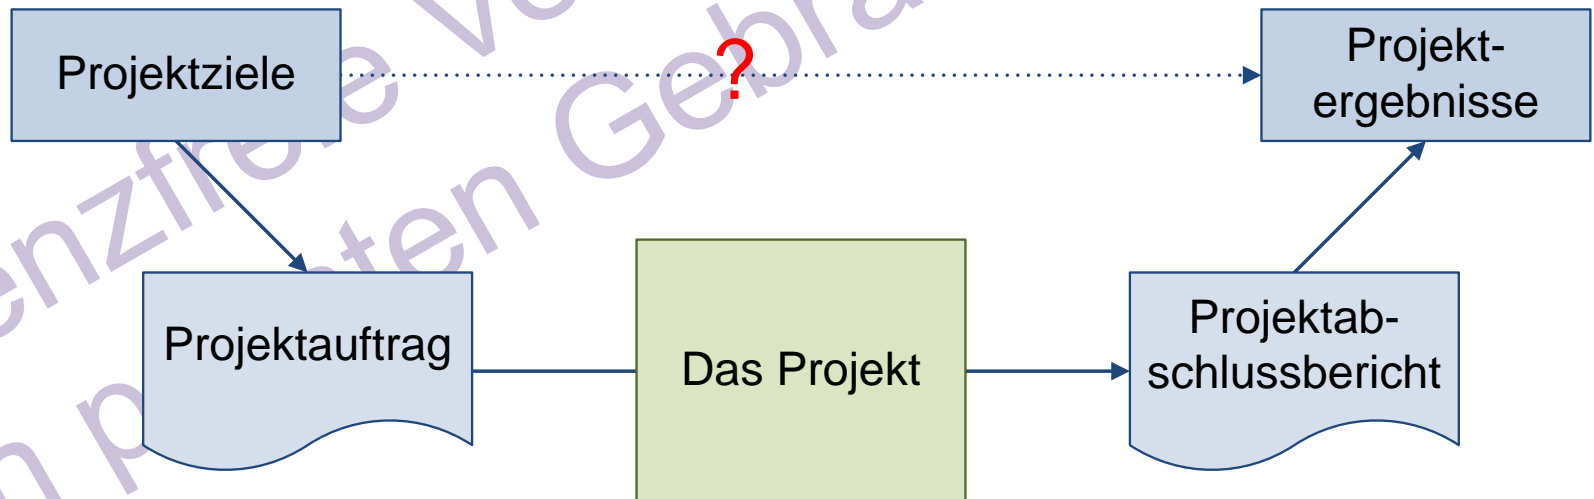 Projektziele
?
Projekt-
ergebnisse
Projektauftrag
Das Projekt
Projektab-
schlussbericht